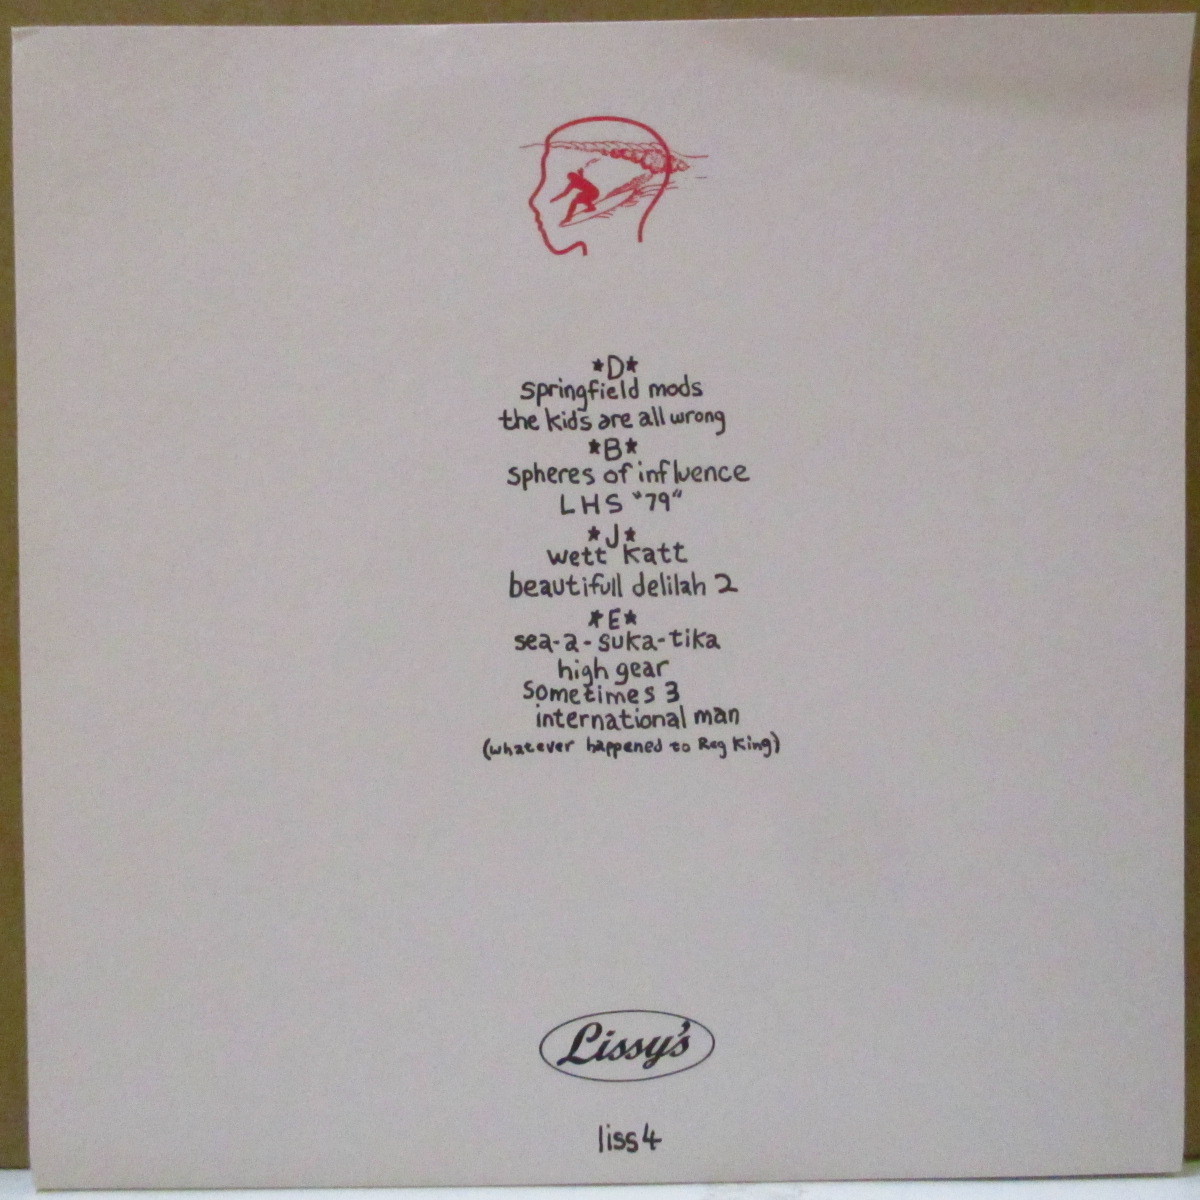 *D*
springfield mods
the kids are all wrong
*B*
spheres of influence
LHS "79"
*J*
wett katt
beautifull delilah 2
*E*
sea-a-suka-tika
high gear
sometimes 3
international man
(whatever happened to Reg King)
Lissy's
liss4